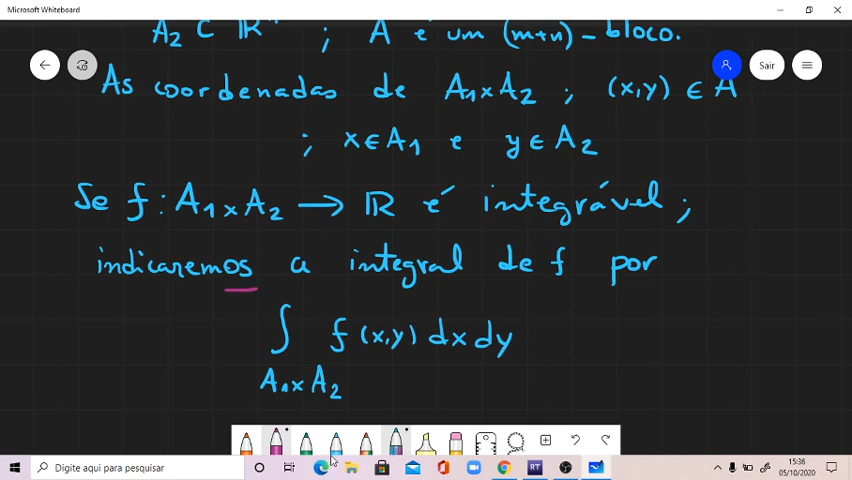 Microsoft Whiteboard
A₂ ⊂ ℝ ; A é um (m+n)-bloco.
Sair
As coordenadas de A₁×A₂ ; (x,y) ∈ A
; x∈A₁ e y∈A₂
Se f : A₁×A₂ → ℝ é integrável ;
indicaremos a integral de f por
∫ f(x,y) dx dy
A₁×A₂
Digite aqui para pesquisar
RT
15:36
05/10/2020